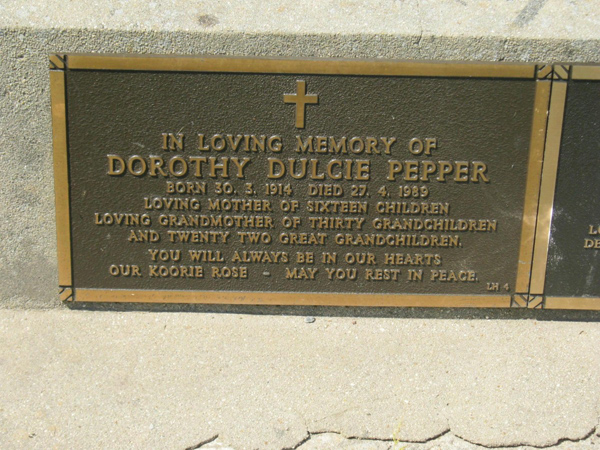 IN LOVING MEMORY OF
DOROTHY DULCIE PEPPER
BORN 30. 3. 1914 DIED 27. 4. 1989
LOVING MOTHER OF SIXTEEN CHILDREN
LOVING GRANDMOTHER OF THIRTY GRANDCHILDREN
AND TWENTY TWO GREAT GRANDCHILDREN.
YOU WILL ALWAYS BE IN OUR HEARTS
OUR KOORIE ROSE - MAY YOU REST IN PEACE.
LH 4